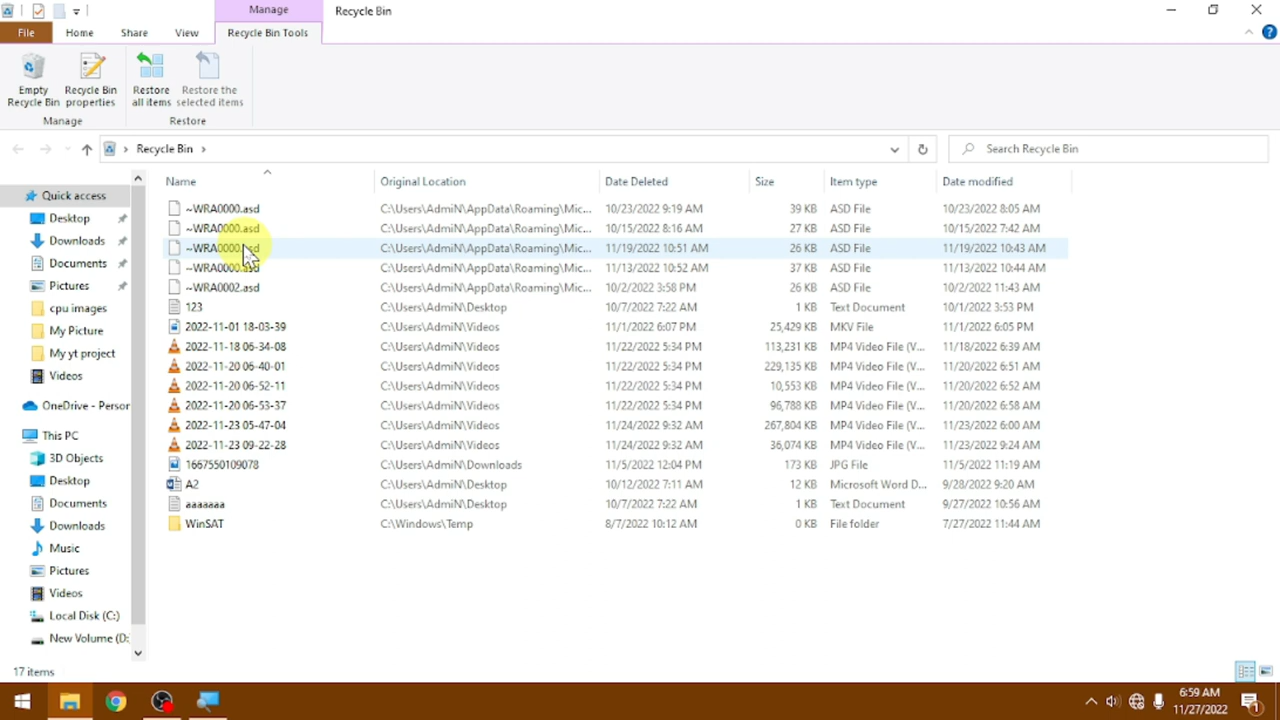 Manage
Recycle Bin
File
Home
Share
View
Recycle Bin Tools
Empty Recycle Bin
Recycle Bin properties
Restore all items
Restore the selected items
Manage
Restore
Recycle Bin
Search Recycle Bin
Name Original Location Date Deleted Size Item type Date modified
~WRA0000.asd C:\Users\AdmiN\AppData\Roaming\Mic... 10/23/2022 9:19 AM 39 KB ASD File 10/23/2022 8:05 AM
~WRA0000.asd C:\Users\AdmiN\AppData\Roaming\Mic... 10/15/2022 8:16 AM 27 KB ASD File 10/15/2022 7:42 AM
~WRA0000.asd C:\Users\AdmiN\AppData\Roaming\Mic... 11/19/2022 10:51 AM 26 KB ASD File 11/19/2022 10:43 AM
~WRA0000.asd C:\Users\AdmiN\AppData\Roaming\Mic... 11/13/2022 10:52 AM 37 KB ASD File 11/13/2022 10:44 AM
~WRA0002.asd C:\Users\AdmiN\AppData\Roaming\Mic... 10/2/2022 3:58 PM 26 KB ASD File 10/2/2022 11:43 AM
123 C:\Users\AdmiN\Desktop 10/7/2022 7:22 AM 1 KB Text Document 10/1/2022 3:53 PM
2022-11-01 18-03-39 C:\Users\AdmiN\Videos 11/1/2022 6:07 PM 25,429 KB MKV File 11/1/2022 6:05 PM
2022-11-18 06-34-08 C:\Users\AdmiN\Videos 11/22/2022 5:34 PM 113,231 KB MP4 Video File (V... 11/18/2022 6:39 AM
2022-11-20 06-40-01 C:\Users\AdmiN\Videos 11/22/2022 5:34 PM 229,135 KB MP4 Video File (V... 11/20/2022 6:51 AM
2022-11-20 06-52-11 C:\Users\AdmiN\Videos 11/22/2022 5:34 PM 10,553 KB MP4 Video File (V... 11/20/2022 6:52 AM
2022-11-20 06-53-37 C:\Users\AdmiN\Videos 11/22/2022 5:34 PM 96,788 KB MP4 Video File (V... 11/20/2022 6:58 AM
2022-11-23 05-47-04 C:\Users\AdmiN\Videos 11/24/2022 9:32 AM 267,804 KB MP4 Video File (V... 11/23/2022 6:00 AM
2022-11-23 09-22-28 C:\Users\AdmiN\Videos 11/24/2022 9:32 AM 36,074 KB MP4 Video File (V... 11/23/2022 9:24 AM
1667550109078 C:\Users\AdmiN\Downloads 11/5/2022 12:04 PM 173 KB JPG File 11/5/2022 11:19 AM
A2 C:\Users\AdmiN\Desktop 10/12/2022 7:11 AM 12 KB Microsoft Word D... 9/28/2022 9:20 AM
aaaaaaa C:\Users\AdmiN\Desktop 10/7/2022 7:22 AM 1 KB Text Document 9/27/2022 10:56 AM
WinSAT C:\Windows\Temp 8/7/2022 10:12 AM 0 KB File folder 7/27/2022 11:44 AM
Quick access
Desktop
Downloads
Documents
Pictures
cpu images
My Picture
My yt project
Videos
OneDrive - Person
This PC
3D Objects
Desktop
Documents
Downloads
Music
Pictures
Videos
Local Disk (C:)
New Volume (D:
17 items
6:59 AM
11/27/2022
1